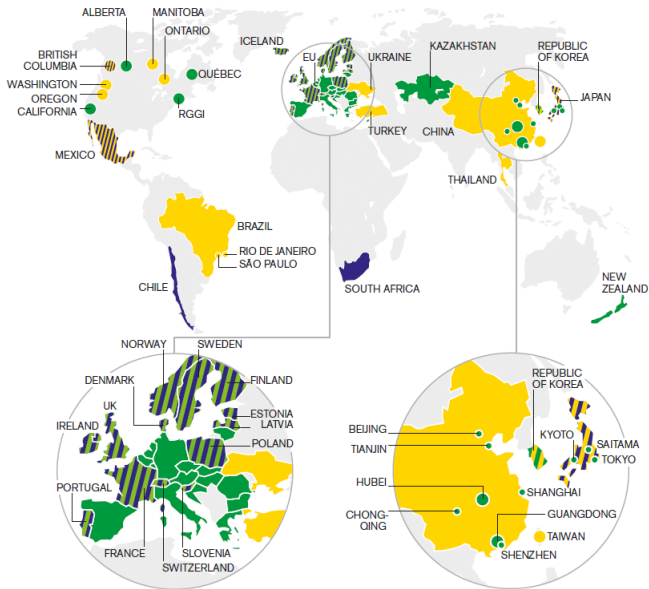 ALBERTA
MANITOBA
ONTARIO
BRITISH
COLUMBIA
WASHINGTON
OREGON
CALIFORNIA
QUÉBEC
RGGI
MEXICO
ICELAND
EU
UKRAINE
TURKEY
KAZAKHSTAN
CHINA
REPUBLIC
OF KOREA
JAPAN
THAILAND
BRAZIL
RIO DE JANEIRO
SÃO PAULO
CHILE
SOUTH AFRICA
NEW
ZEALAND
NORWAY
SWEDEN
DENMARK
FINLAND
UK
IRELAND
ESTONIA
LATVIA
POLAND
PORTUGAL
FRANCE
SLOVENIA
SWITZERLAND
REPUBLIC
OF KOREA
BEIJING
TIANJIN
KYOTO
SAITAMA
TOKYO
HUBEI
SHANGHAI
CHONG-
QING
GUANGDONG
TAIWAN
SHENZHEN